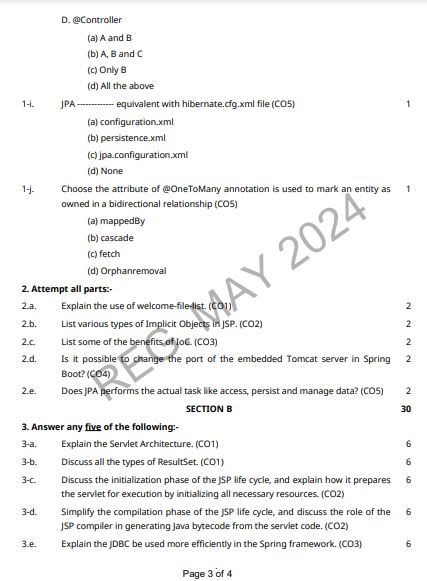 D. @Controller
(a) A and B
(b) A, B and C
(c) Only B
(d) All the above
1-i. JPA ------------- equivalent with hibernate.cfg.xml file (CO5) 1
(a) configuration.xml
(b) persistence.xml
(c) jpa.configuration.xml
(d) None
1-j. Choose the attribute of @OneToMany annotation is used to mark an entity as 1
owned in a bidirectional relationship (CO5)
(a) mappedBy
(b) cascade
(c) fetch
(d) Orphanremoval
REG. MAY 2024
2. Attempt all parts:-
2.a. Explain the use of welcome-file-list. (CO1) 2
2.b. List various types of Implicit Objects in JSP. (CO2) 2
2.c. List some of the benefits of IoC. (CO3) 2
2.d. Is it possible to change the port of the embedded Tomcat server in Spring 2
Boot? (CO4)
2.e. Does JPA performs the actual task like access, persist and manage data? (CO5) 2
SECTION B 30
3. Answer any five of the following:-
3-a. Explain the Servlet Architecture. (CO1) 6
3-b. Discuss all the types of ResultSet. (CO1) 6
3-c. Discuss the initialization phase of the JSP life cycle, and explain how it prepares 6
the servlet for execution by initializing all necessary resources. (CO2)
3-d. Simplify the compilation phase of the JSP life cycle, and discuss the role of the 6
JSP compiler in generating Java bytecode from the servlet code. (CO2)
3.e. Explain the JDBC be used more efficiently in the Spring framework. (CO3) 6
Page 3 of 4